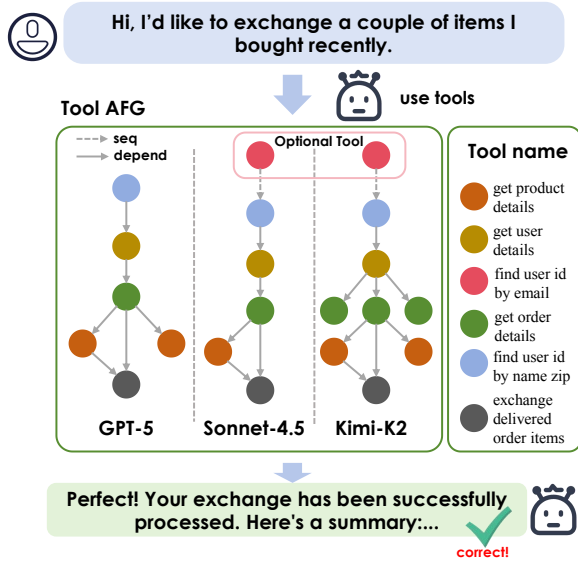 Hi, I'd like to exchange a couple of items I
bought recently.
use tools
Tool AFG
seq
depend
Optional Tool
GPT-5
Sonnet-4.5
Kimi-K2
Tool name
get product
details
get user
details
find user id
by email
get order
details
find user id
by name zip
exchange
delivered
order items
Perfect! Your exchange has been successfully
processed. Here's a summary:...
correct!